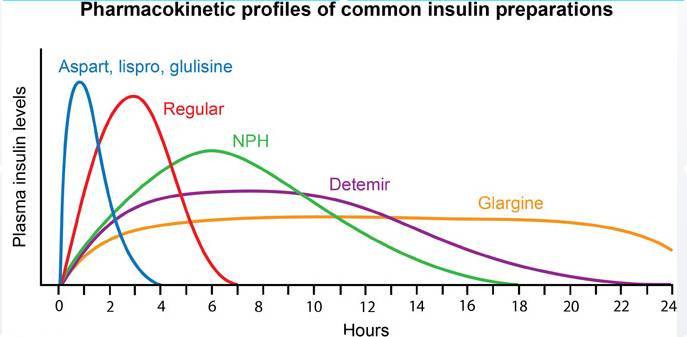 Pharmacokinetic profiles of common insulin preparations
Aspart, lispro, glulisine
Regular
NPH
Detemir
Glargine
Plasma insulin levels
0 2 4 6 8 10 12 14 16 18 20 22 24
Hours